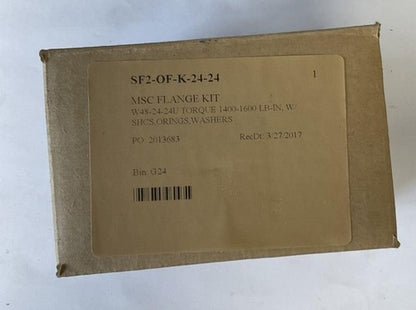 SF2-OF-K-24-24 1
MSC FLANGE KIT
W48-24-24U TORQUE 1400-1600 LB-IN, W/
SHCS,ORINGS,WASHERS
PO: 2013683 RecDt: 3/27/2017
Bin: G24